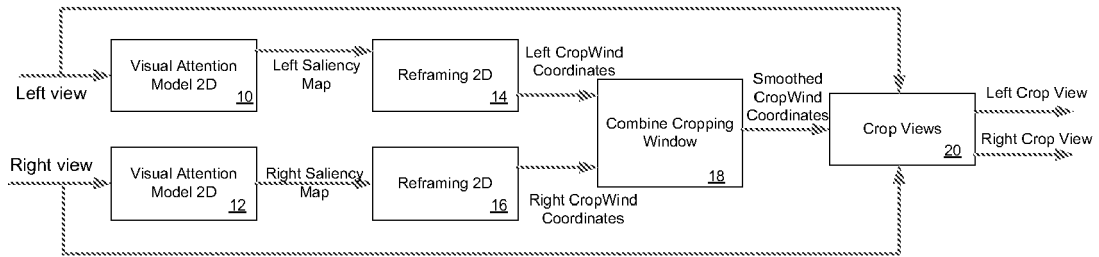 Left view
Visual Attention
Model 2D
10
Left Saliency
Map
Reframing 2D
14
Left CropWind
Coordinates
Right view
Visual Attention
Model 2D
12
Right Saliency
Map
Reframing 2D
16
Right CropWind
Coordinates
Combine Cropping
Window
18
Smoothed
CropWind
Coordinates
Crop Views
20
Left Crop View
Right Crop View